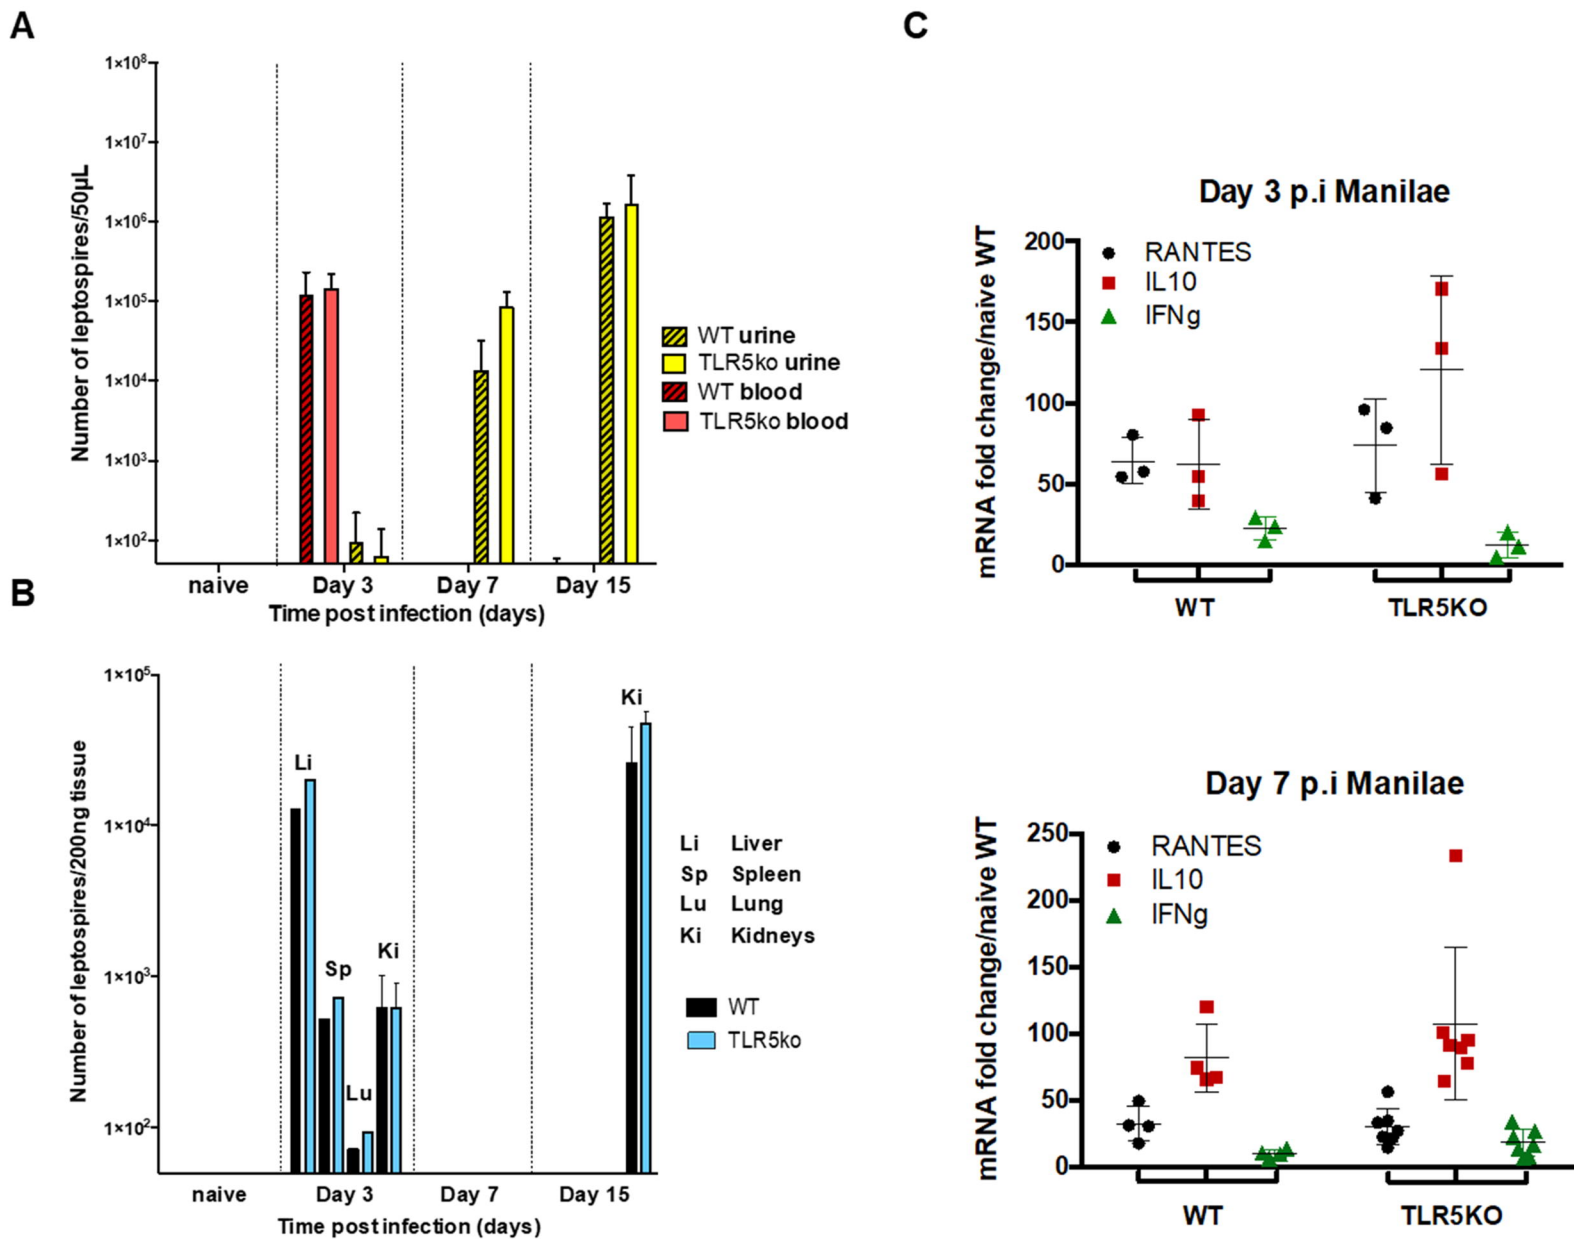 A
1×10⁸
1×10⁷
1×10⁶
1×10⁵
1×10⁴
1×10³
1×10²
Number of leptospires/50µL
naive Day 3 Day 7 Day 15
Time post infection (days)
WT urine
TLR5ko urine
WT blood
TLR5ko blood
B
1×10⁵
1×10⁴
1×10³
1×10²
Number of leptospires/200ng tissue
Li
Sp
Lu
Ki
Ki
naive Day 3 Day 7 Day 15
Time post infection (days)
Li Liver
Sp Spleen
Lu Lung
Ki Kidneys
WT
TLR5ko
C
Day 3 p.i Manilae
mRNA fold change/naive WT
200
150
100
50
0
RANTES
IL10
IFNg
WT TLR5KO
Day 7 p.i Manilae
mRNA fold change/naive WT
250
200
150
100
50
0
RANTES
IL10
IFNg
WT TLR5KO